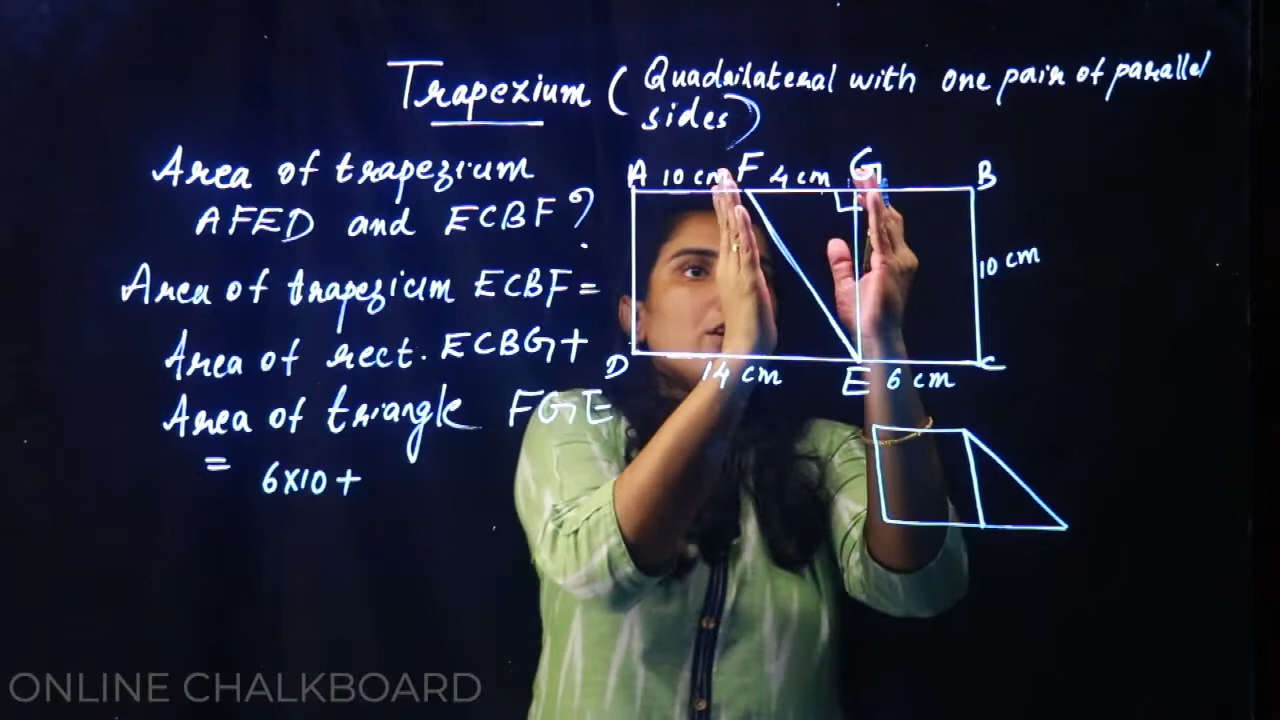 Trapezium ( Quadrilateral with one pair of parallel
sides)
Area of trapezium
AFED and ECBF?
Area of trapezium ECBF =
Area of rect. ECBG +
Area of triangle FGE
=
6x10 +
A 10 cm F 4 cm G B
10 cm
D 14 cm E 6 cm C
ONLINE CHALKBOARD